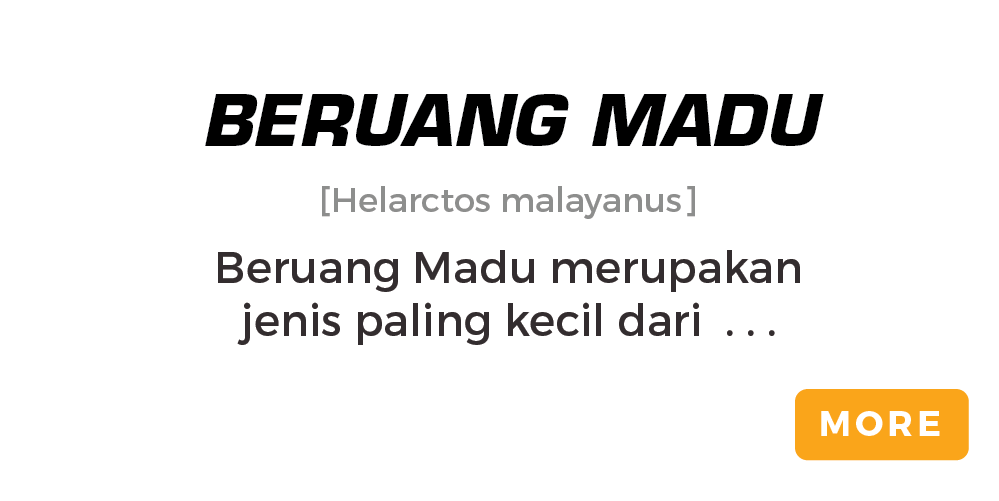 BERUANG MADU
[Helarctos malayanus]
Beruang Madu merupakan
jenis paling kecil dari ...
MORE